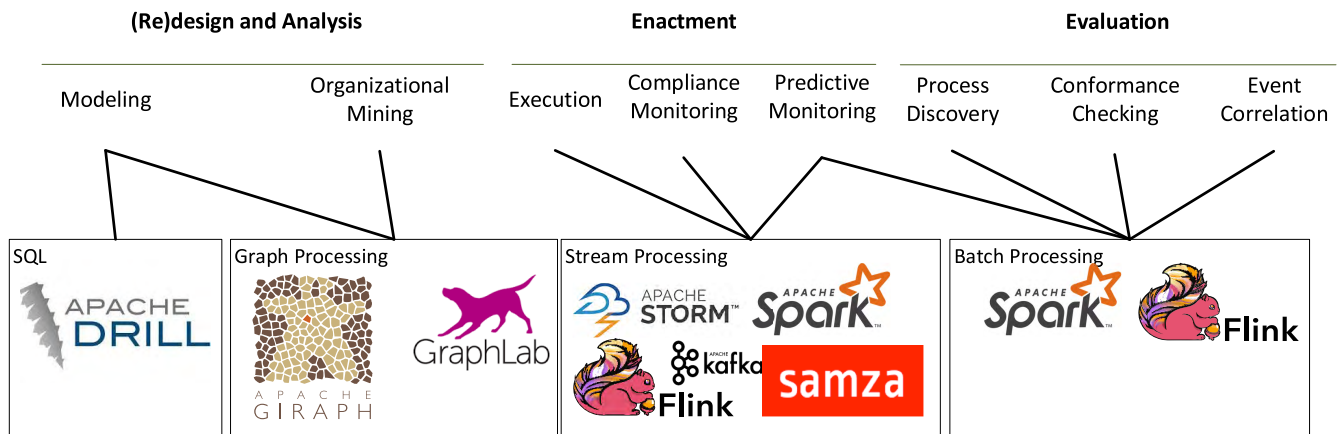 (Re)design and Analysis
Enactment
Evaluation
Modeling
Organizational
Mining
Execution
Compliance
Monitoring
Predictive
Monitoring
Process
Discovery
Conformance
Checking
Event
Correlation
SQL
APACHE
DRILL
Graph Processing
APACHE
GIRAPH
GraphLab
Stream Processing
APACHE
STORM™
APACHE
Spark™
Flink
APACHE
kafka
samza
Batch Processing
APACHE
Spark™
Flink